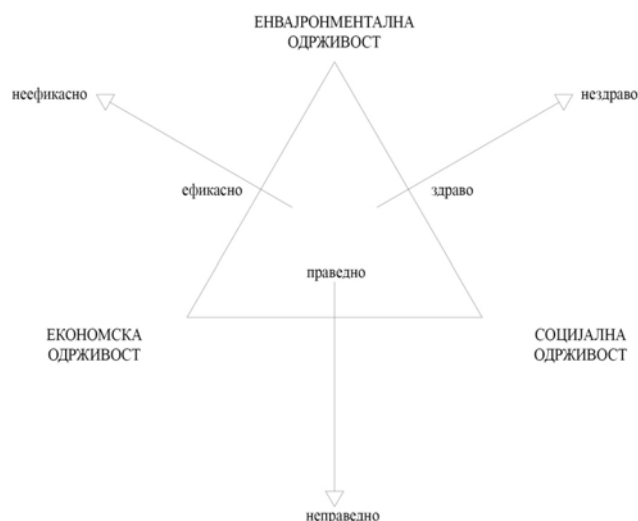 ЕНВАЈРОНМЕНТАЛНА
ОДРЖИВОСТ
неефикасно
нездраво
ефикасно
здраво
праведно
ЕКОНОМСКА
ОДРЖИВОСТ
СОЦИЈАЛНА
ОДРЖИВОСТ
неправедно